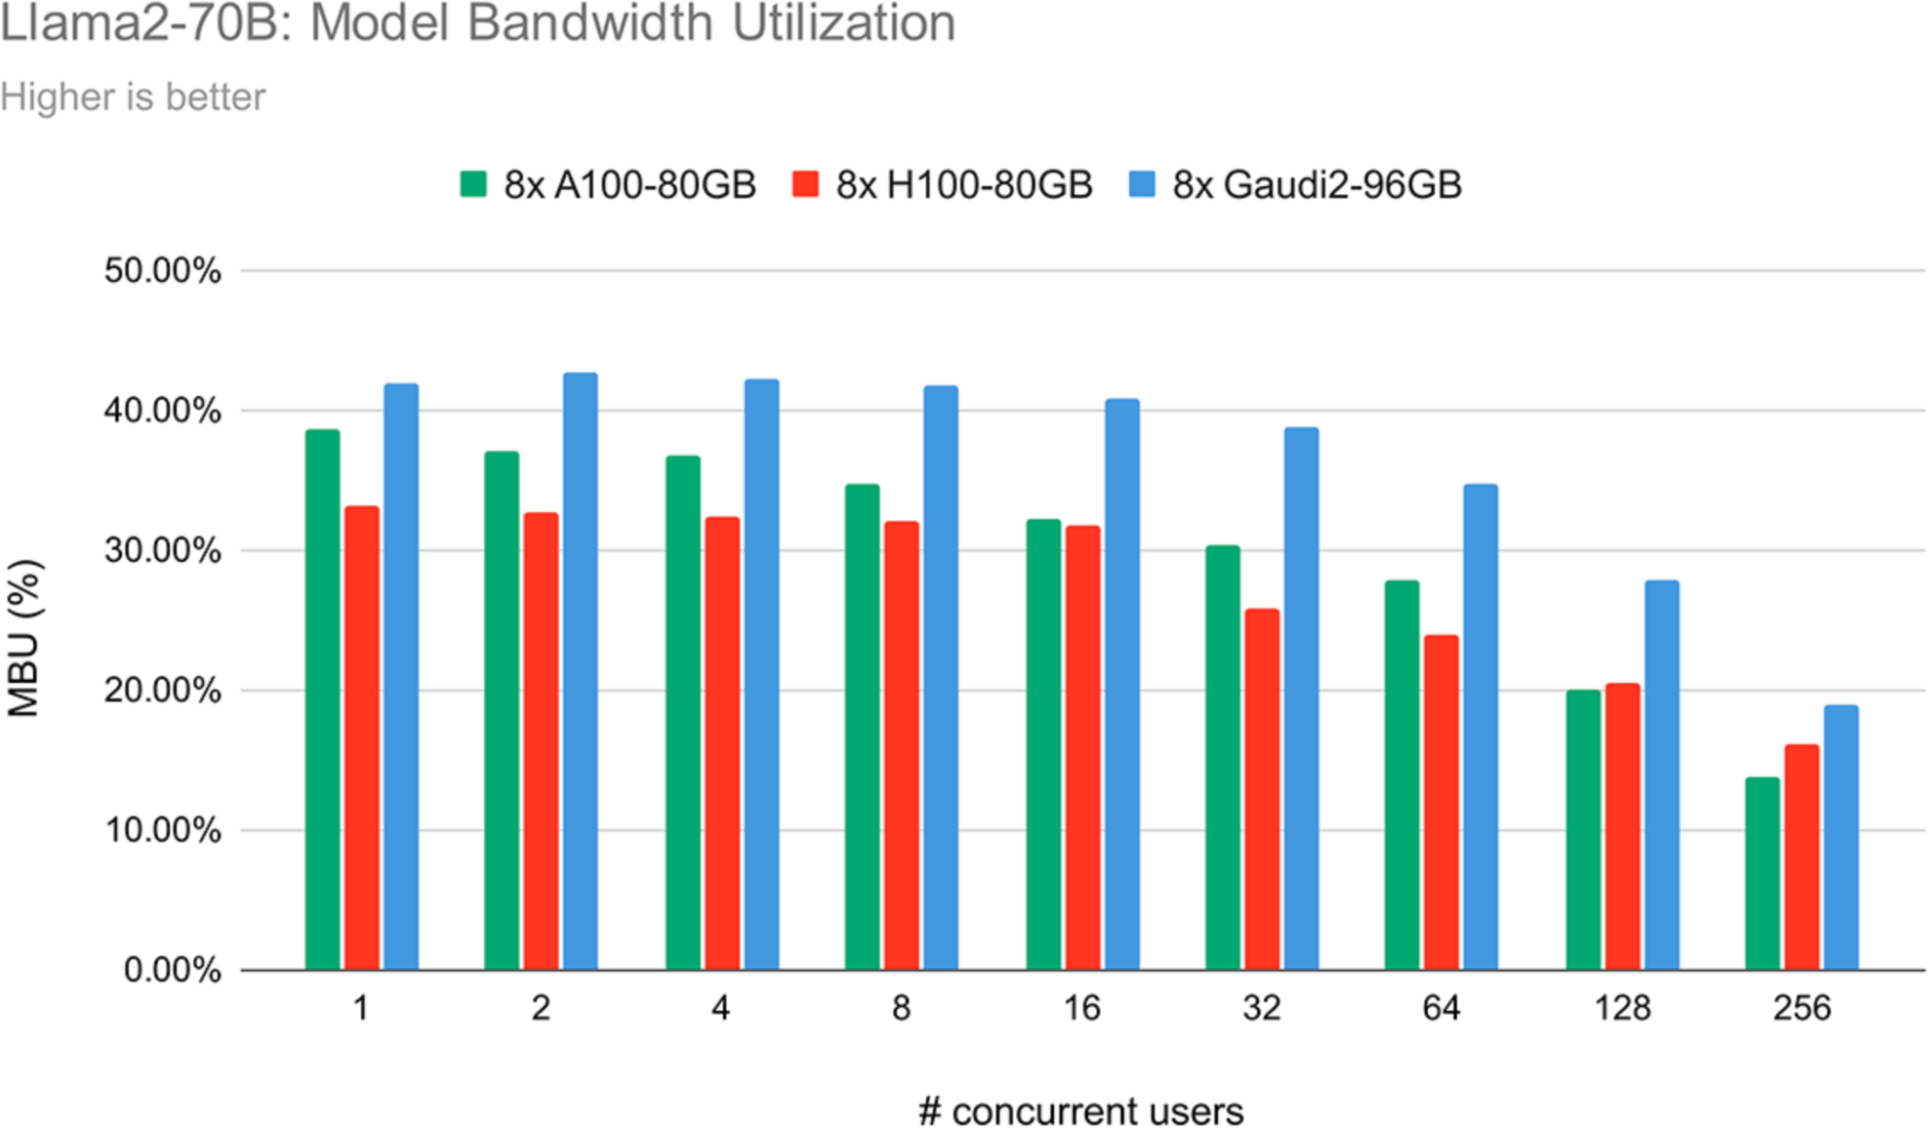 Llama2-70B: Model Bandwidth Utilization
Higher is better
8x A100-80GB 8x H100-80GB 8x Gaudi2-96GB
50.00%
40.00%
30.00%
20.00%
10.00%
0.00%
MBU (%)
1 2 4 8 16 32 64 128 256
# concurrent users